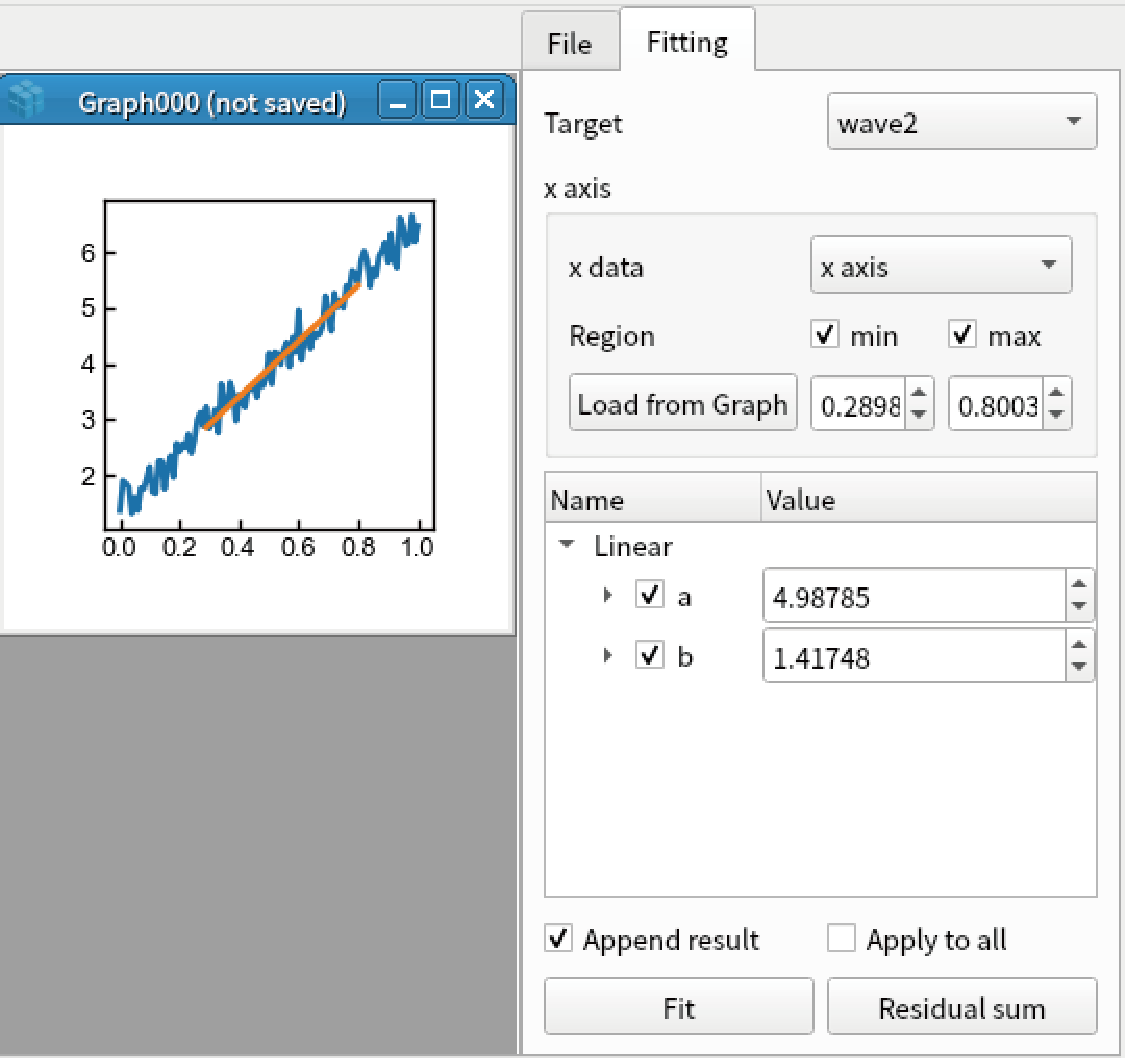 File
Fitting
Graph000 (not saved)
Target
wave2
x axis
x data
x axis
Region
min
max
Load from Graph
0.2898
0.8003
Name
Value
Linear
a
4.98785
b
1.41748
Append result
Apply to all
Fit
Residual sum
6
5
4
3
2
0.0 0.2 0.4 0.6 0.8 1.0